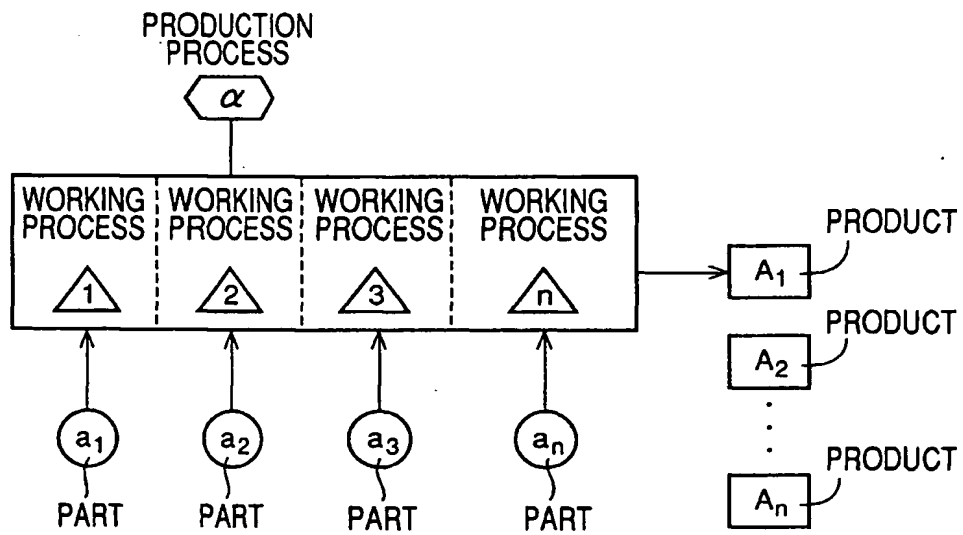 PRODUCTION
PROCESS
α
WORKING PROCESS
1
WORKING PROCESS
2
WORKING PROCESS
3
WORKING PROCESS
n
a1
PART
a2
PART
a3
PART
an
PART
PRODUCT
A1
PRODUCT
A2
PRODUCT
An